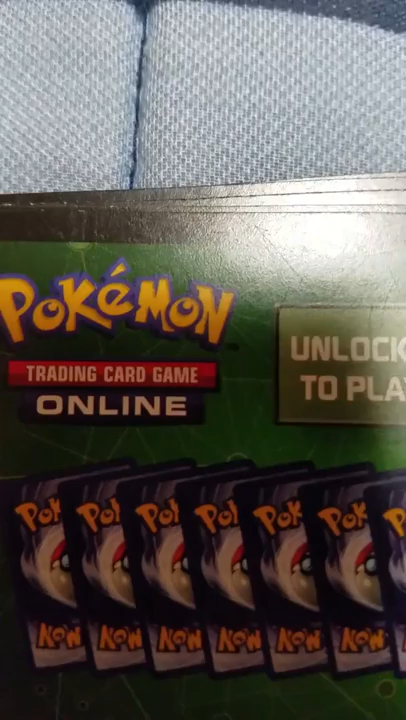 POKéMON
TRADING CARD GAME
ONLINE
UNLOCK
TO PLA